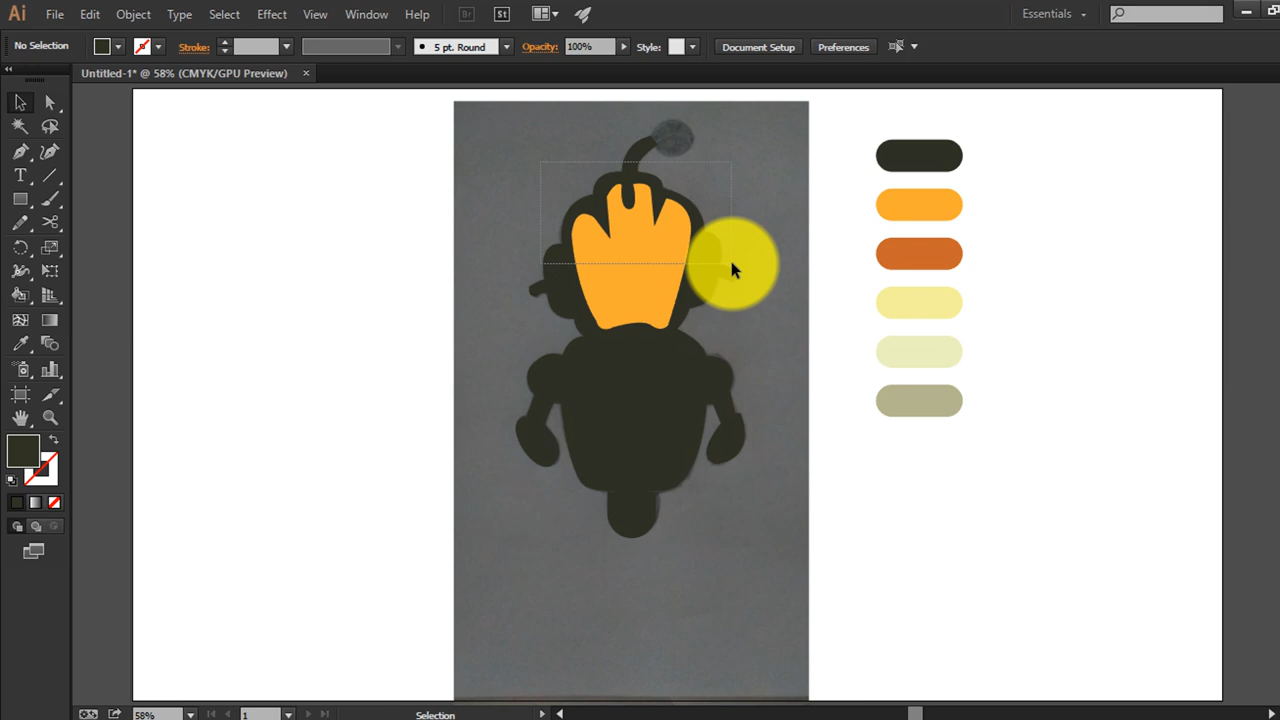 Ai File Edit Object Type Select Effect View Window Help Br St Essentials
No Selection Stroke: 5 pt. Round Opacity: 100% Style: Document Setup Preferences
Untitled-1* @ 58% (CMYK/GPU Preview) ×
T
58% 1 Selection